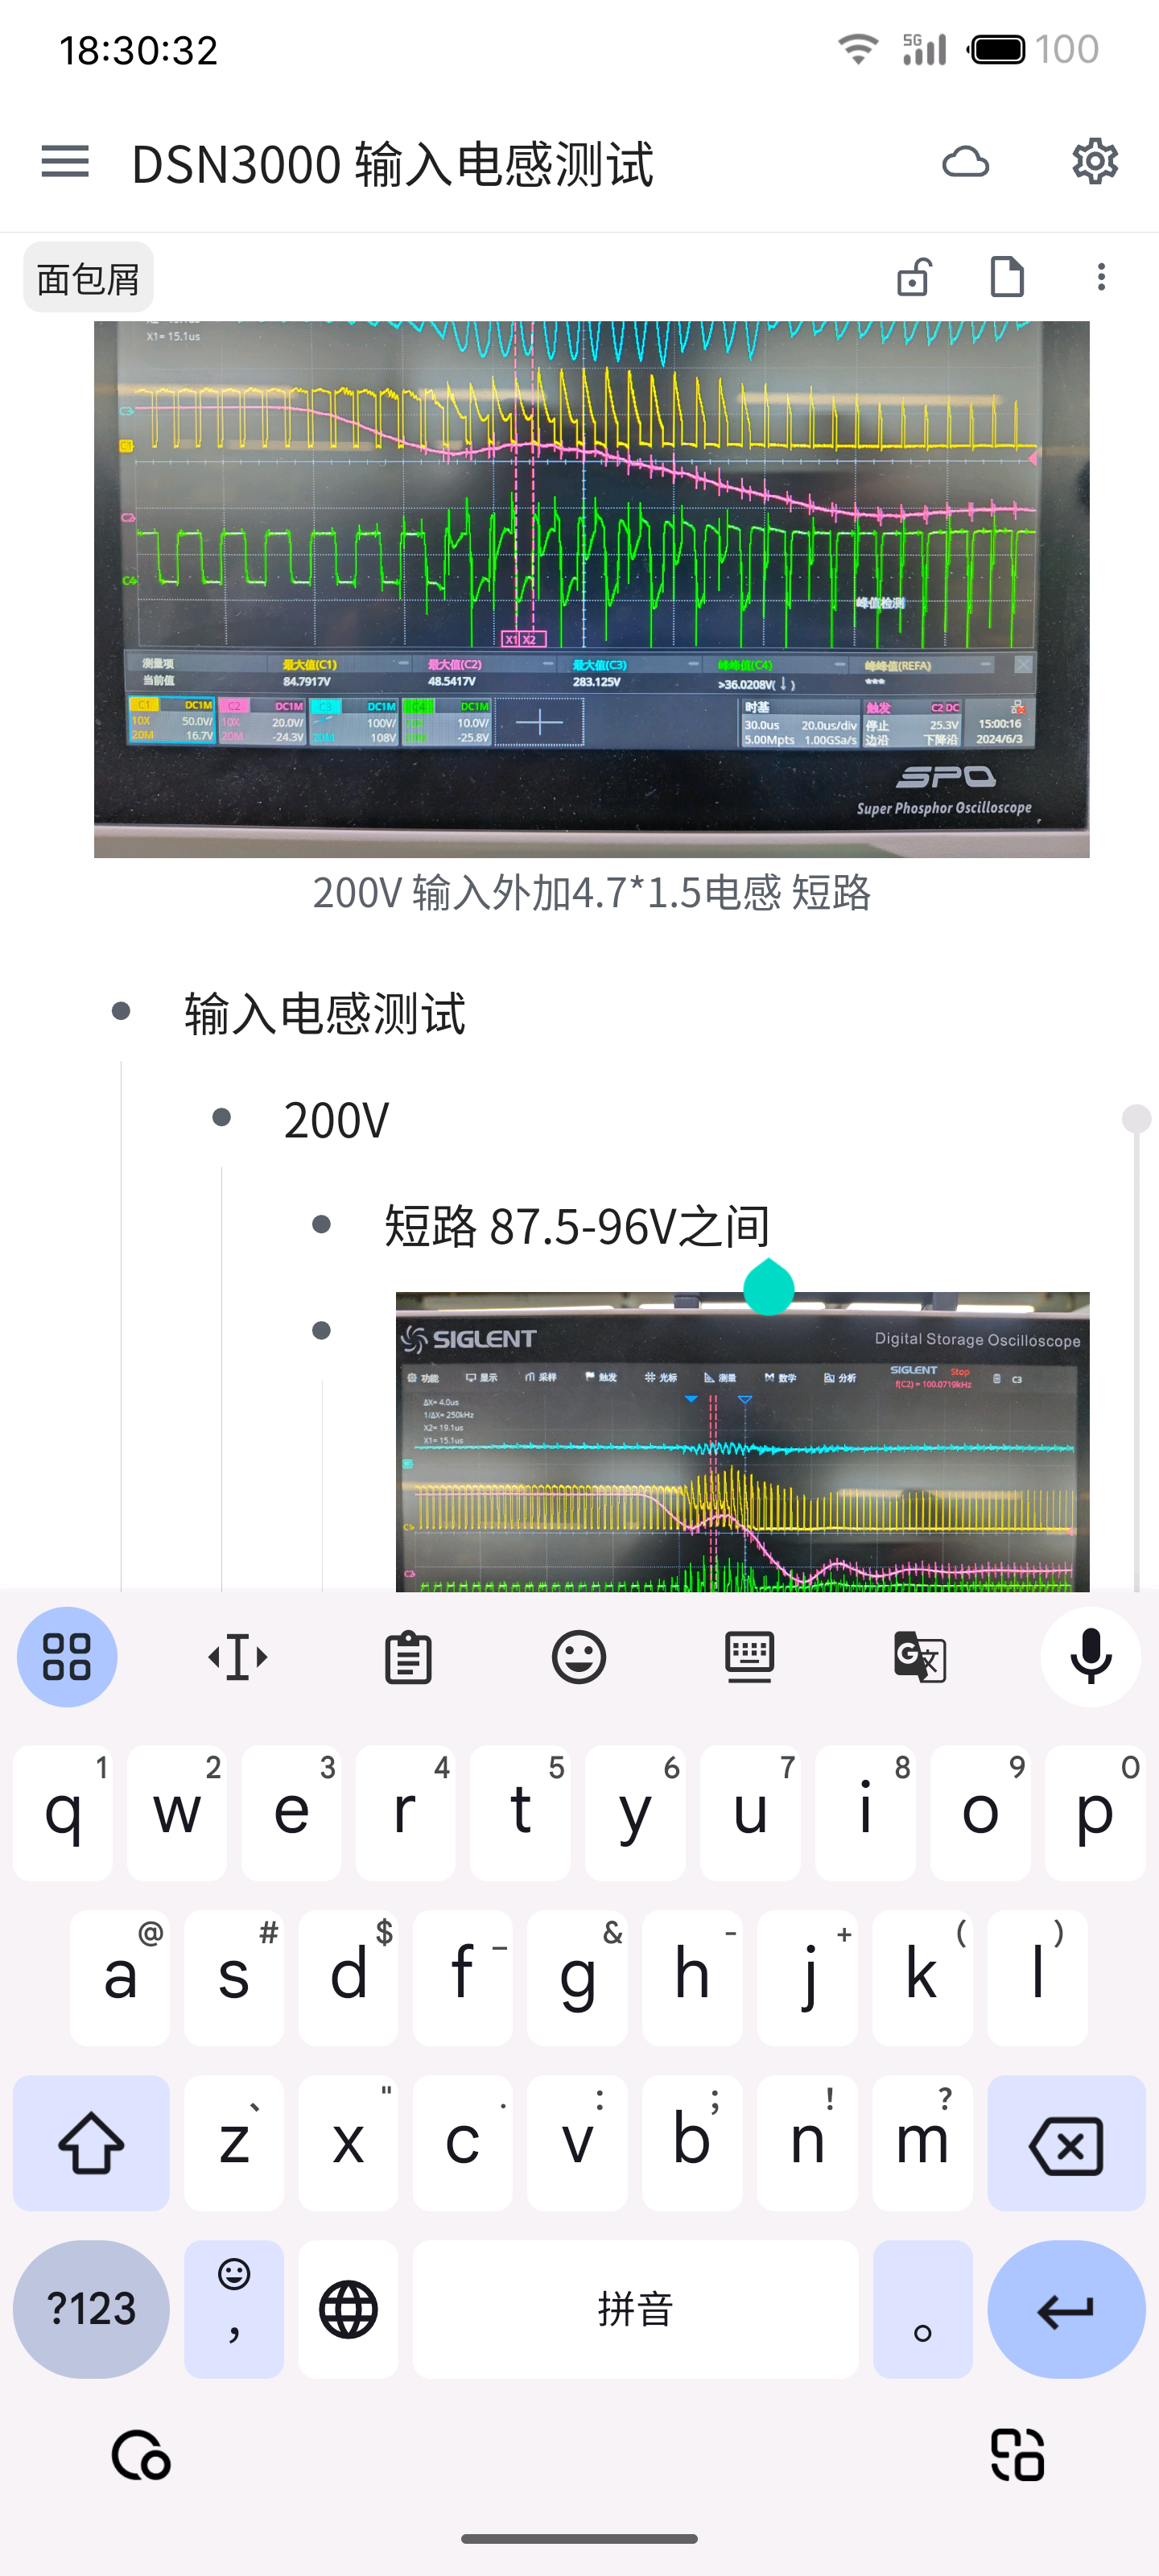 18:30:32
5G
100
DSN3000 输入电感测试
面包屑
X1= 15.1us
C3
C2
C4
峰值检测
X1 X2
测量项 最大值(C1) 最大值(C2) 最大值(C3) 峰峰值(C4) 峰峰值(REFA)
当前值 84.7917V 48.5417V 283.125V >36.0208V(↓) ***
C1 DC1M C2 DC1M C3 DC1M DC1M 时基 触发 C2 DC
10X 50.0V/ 10X 20.0V/ 100V/ 10.0V/ 30.0us 20.0us/div 停止 25.3V 15:00:16
20M 16.7V 20M -24.3V 20M 108V -25.8V 5.00Mpts 1.00GSa/s 边沿 下降沿 2024/6/3
SPO
Super Phosphor Oscilloscope
200V 输入外加4.7*1.5电感 短路
输入电感测试
200V
短路 87.5-96V之间
SIGLENT Digital Storage Oscilloscope
功能 显示 采样 触发 光标 测量 数学 分析 SIGLENT Stop C3
f(C2) = 100.0719kHz
ΔX= 4.0us
1/ΔX= 250kHz
X2= 19.1us
X1= 15.1us
C1
C2
G 文
1 2 3 4 5 6 7 8 9 0
q w e r t y u i o p
@ # $ _ & - + ( )
a s d f g h j k l
、 " · : ; ! ?
z x c v b n m
?123 ， 拼音 。